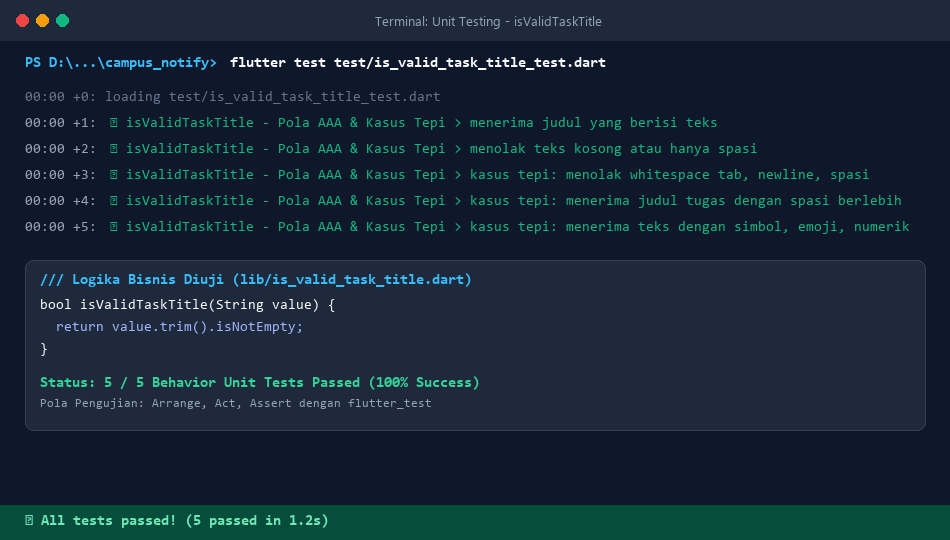 Terminal: Unit Testing - isValidTaskTitle
PS D:\...\campus_notify> flutter test test/is_valid_task_title_test.dart
00:00 +0: loading test/is_valid_task_title_test.dart
00:00 +1: isValidTaskTitle - Pola AAA & Kasus Tepi > menerima judul yang berisi teks
00:00 +2: isValidTaskTitle - Pola AAA & Kasus Tepi > menolak teks kosong atau hanya spasi
00:00 +3: isValidTaskTitle - Pola AAA & Kasus Tepi > kasus tepi: menolak whitespace tab, newline, spasi
00:00 +4: isValidTaskTitle - Pola AAA & Kasus Tepi > kasus tepi: menerima judul tugas dengan spasi berlebih
00:00 +5: isValidTaskTitle - Pola AAA & Kasus Tepi > kasus tepi: menerima teks dengan simbol, emoji, numerik
/// Logika Bisnis Diuji (lib/is_valid_task_title.dart)
bool isValidTaskTitle(String value) {
  return value.trim().isNotEmpty;
}
Status: 5 / 5 Behavior Unit Tests Passed (100% Success)
Pola Pengujian: Arrange, Act, Assert dengan flutter_test
All tests passed! (5 passed in 1.2s)